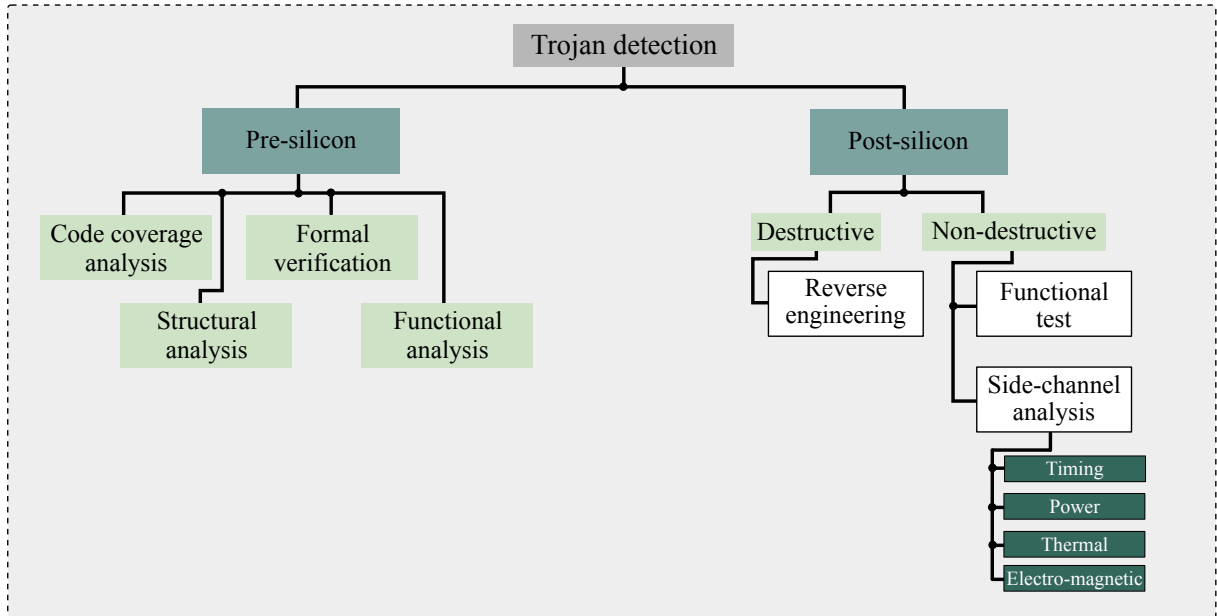 Trojan detection
Pre-silicon
Post-silicon
Code coverage
analysis
Formal
verification
Structural
analysis
Functional
analysis
Destructive
Non-destructive
Reverse
engineering
Functional
test
Side-channel
analysis
Timing
Power
Thermal
Electro-magnetic